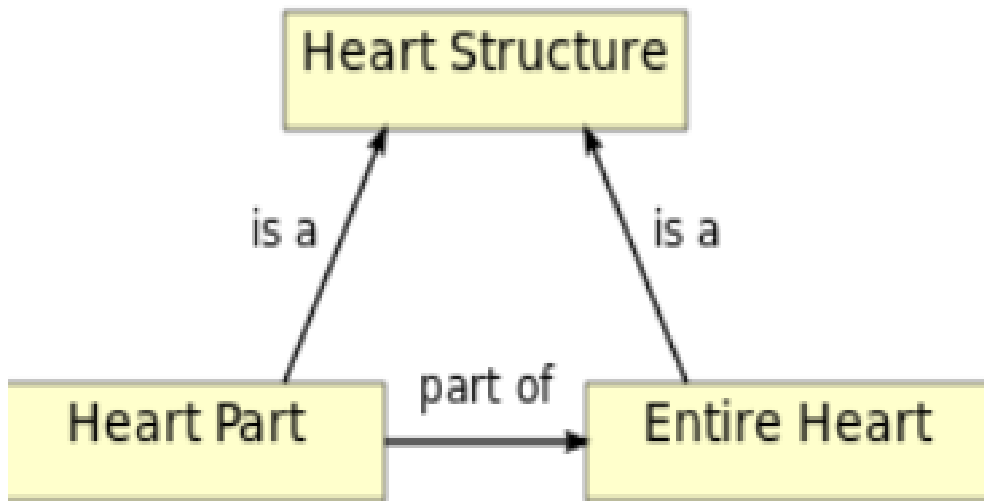 Heart Structure
is a
is a
part of
Heart Part
Entire Heart